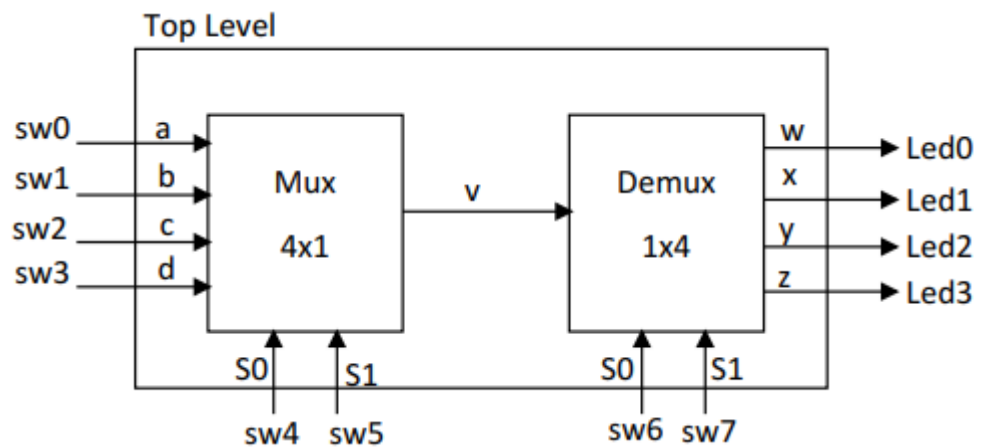 Top Level
sw0 a w Led0
sw1 b Mux v Demux x Led1
sw2 c 4x1 1x4 y Led2
sw3 d z Led3
S0 S1 S0 S1
sw4 sw5 sw6 sw7